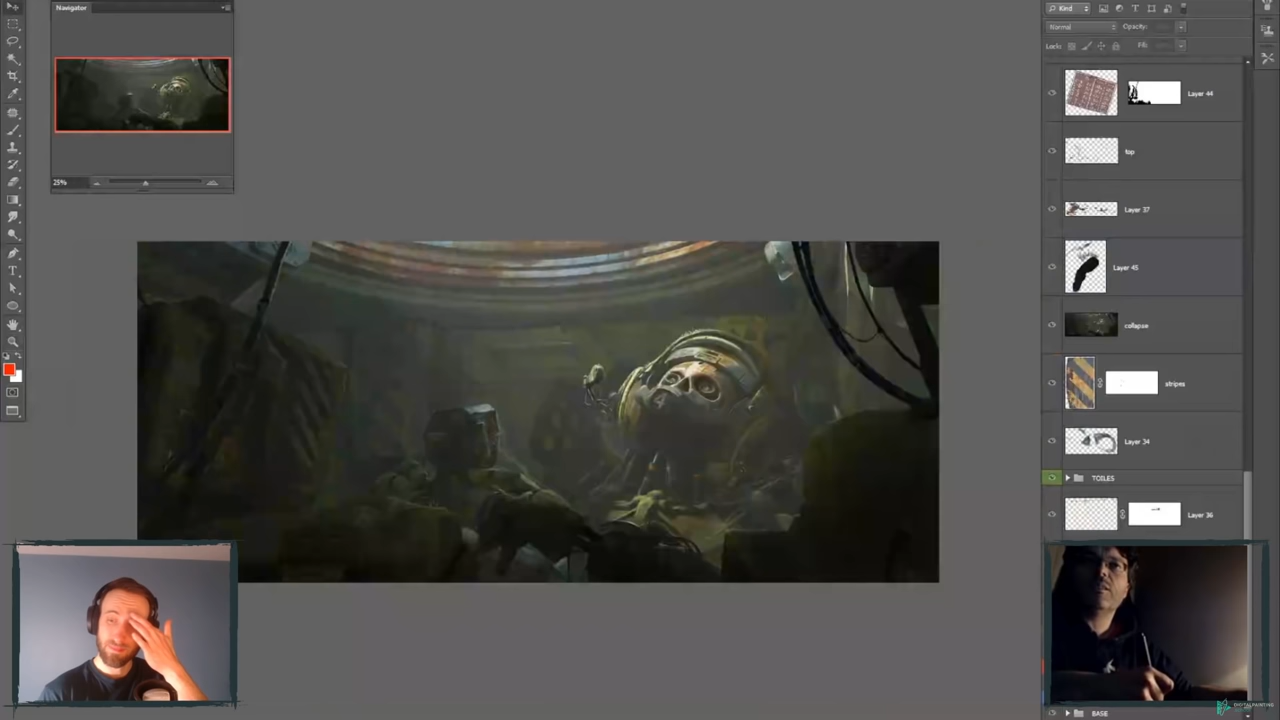 Navigator
25%
Kind
Normal
Opacity:
Lock:
Fill:
Layer 44
top
Layer 37
Layer 45
collapse
stripes
Layer 34
TOILES
Layer 36
BASE
DIGITALPAINTING